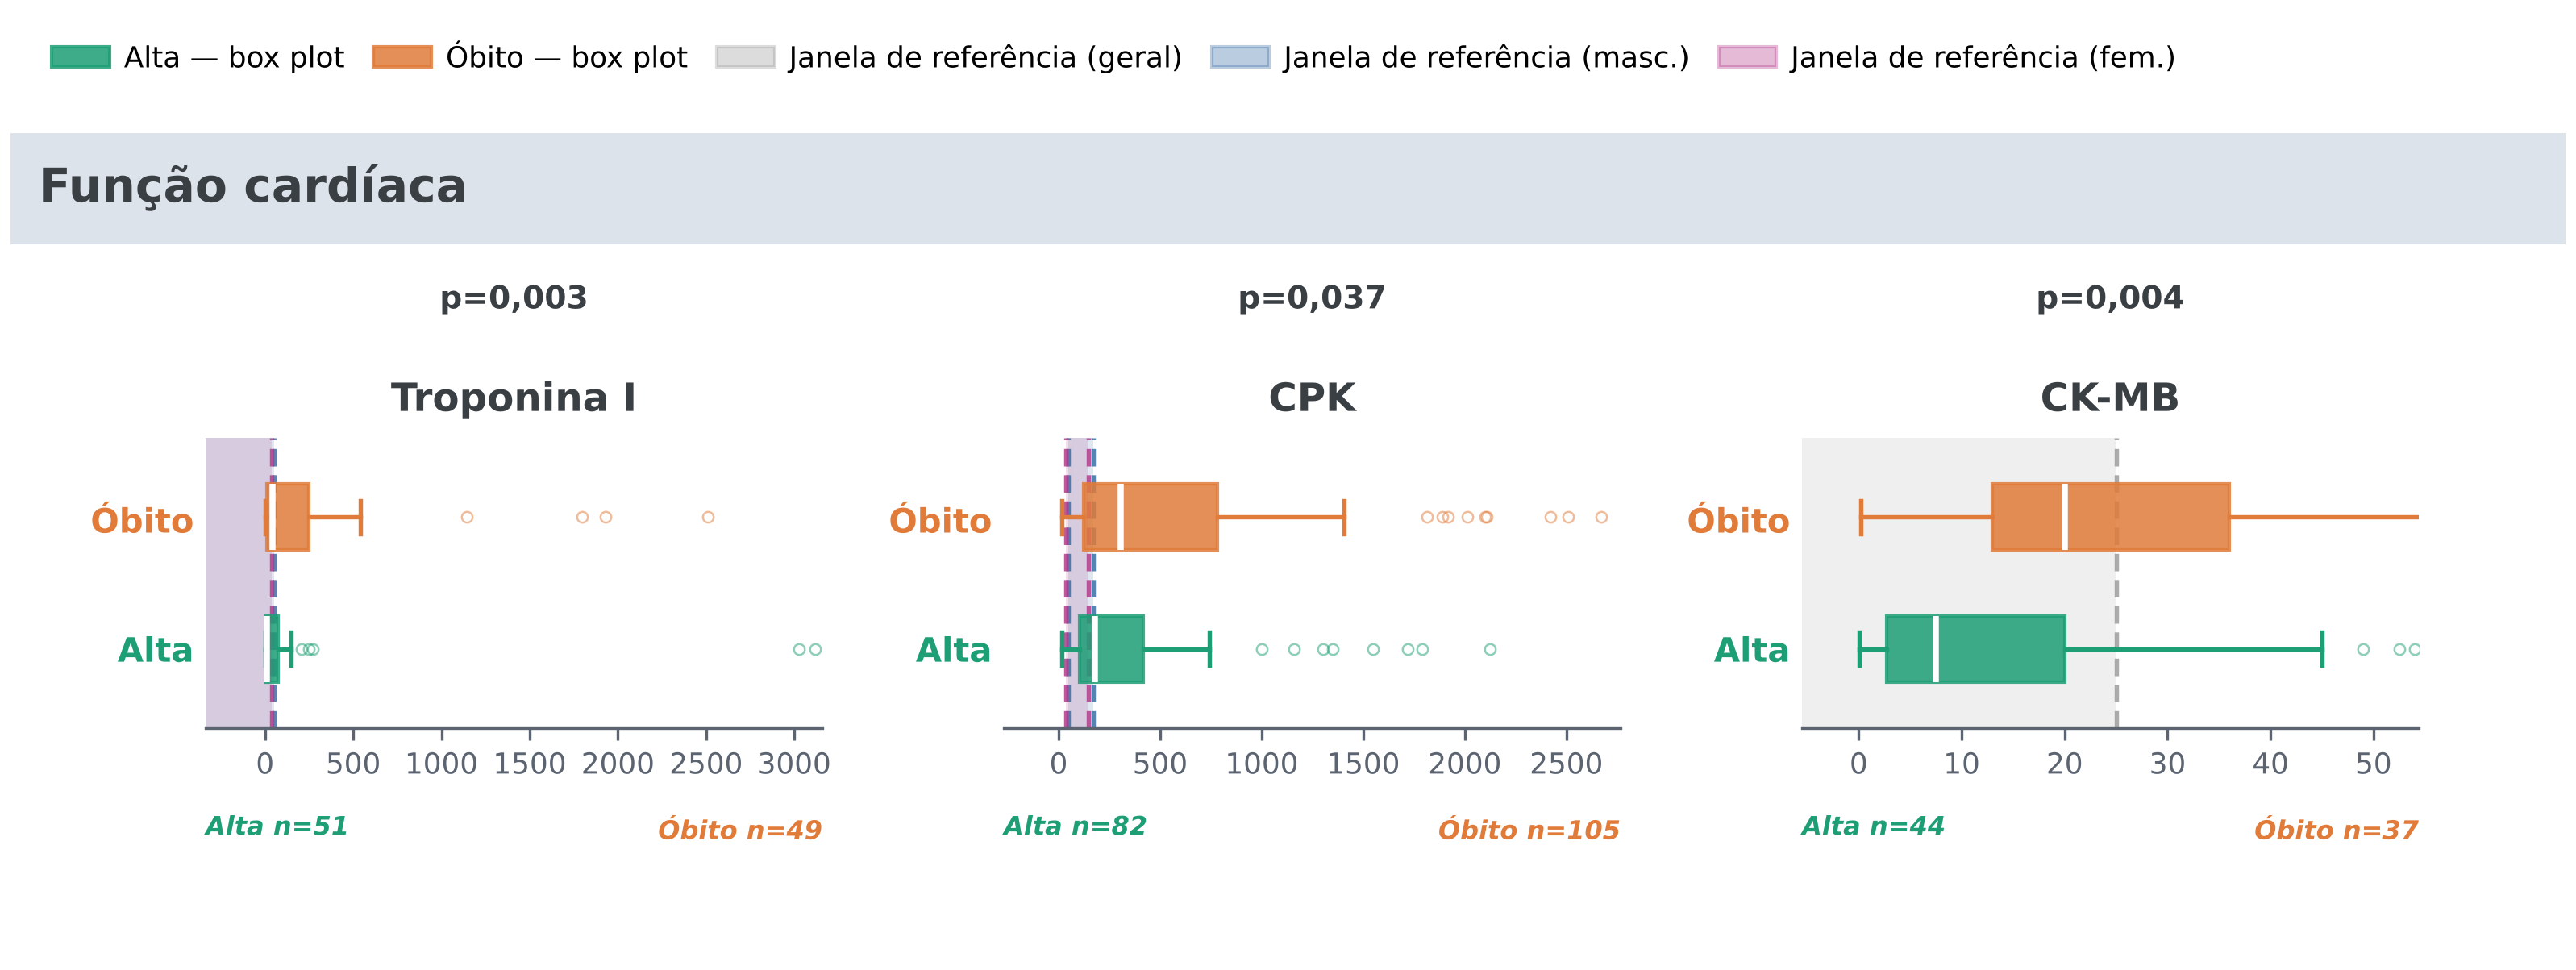 Alta — box plot Óbito — box plot Janela de referência (geral) Janela de referência (masc.) Janela de referência (fem.)
Função cardíaca
p=0,003 p=0,037 p=0,004
Troponina I CPK CK-MB
Óbito Óbito Óbito
Alta Alta Alta
0 500 1000 1500 2000 2500 3000 0 500 1000 1500 2000 2500 0 10 20 30 40 50
Alta n=51 Óbito n=49 Alta n=82 Óbito n=105 Alta n=44 Óbito n=37